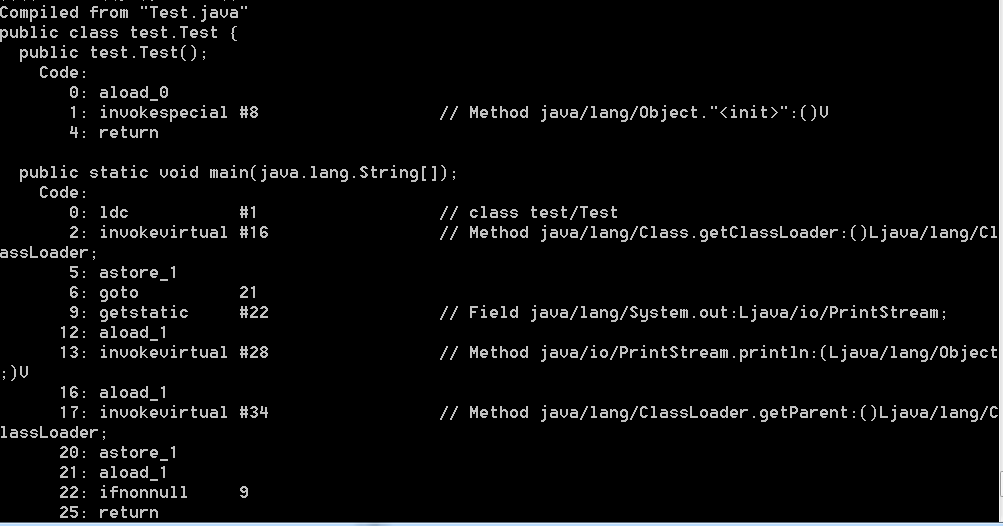 Compiled from "Test.java"
public class test.Test {
  public test.Test();
    Code:
       0: aload_0
       1: invokespecial #8                  // Method java/lang/Object."<init>":()V
       4: return

  public static void main(java.lang.String[]);
    Code:
       0: ldc           #1                  // class test/Test
       2: invokevirtual #16                 // Method java/lang/Class.getClassLoader:()Ljava/lang/Cl
assLoader;
       5: astore_1
       6: goto          21
       9: getstatic     #22                 // Field java/lang/System.out:Ljava/io/PrintStream;
      12: aload_1
      13: invokevirtual #28                 // Method java/io/PrintStream.println:(Ljava/lang/Object
;)V
      16: aload_1
      17: invokevirtual #34                 // Method java/lang/ClassLoader.getParent:()Ljava/lang/C
lassLoader;
      20: astore_1
      21: aload_1
      22: ifnonnull     9
      25: return